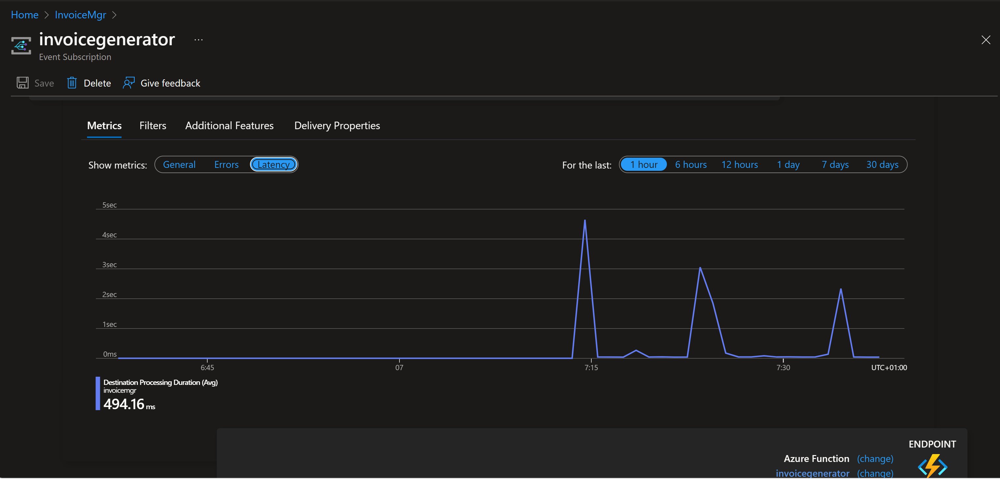 Home > InvoiceMgr >
invoicegenerator ...
Event Subscription
Save Delete Give feedback
Metrics Filters Additional Features Delivery Properties
Show metrics: General Errors Latency For the last: 1 hour 6 hours 12 hours 1 day 7 days 30 days
5sec
4sec
3sec
2sec
1sec
0ms
6:45 07 7:15 7:30 UTC+01:00
Destination Processing Duration (Avg)
invoicemgr
494.16 ms
ENDPOINT
Azure Function (change)
invoicegenerator (change)